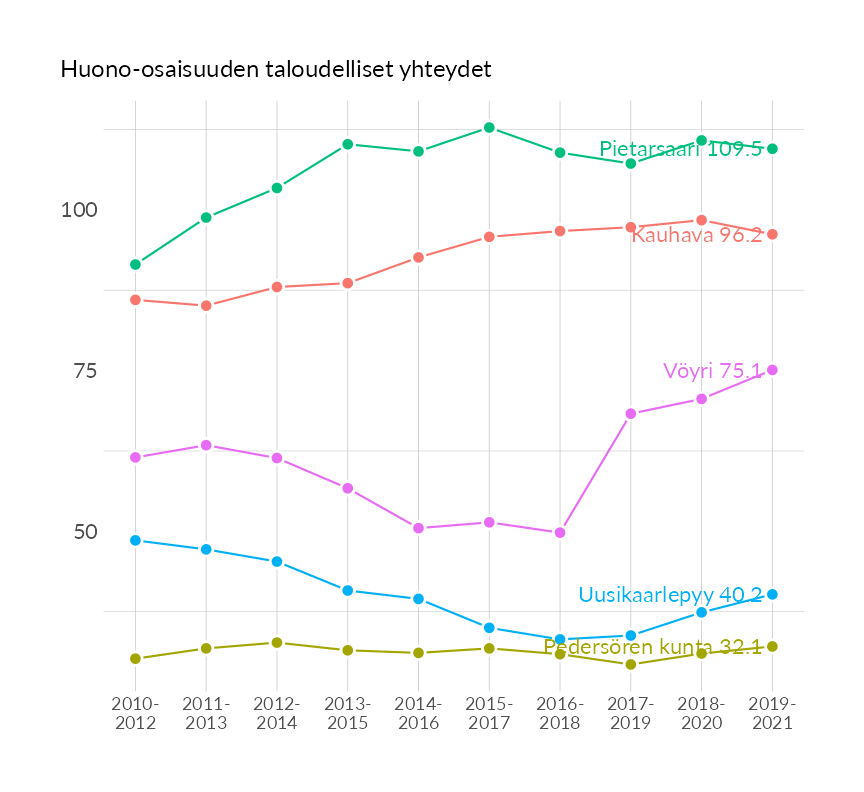 Huono-osaisuuden taloudelliset yhteydet
Pietarsaari 109.5
100
Kauhava 96.2
75
Vöyri 75.1
50
Uusikaarlepyy 40.2
Pedersören kunta 32.1
2010- 2011- 2012- 2013- 2014- 2015- 2016- 2017- 2018- 2019-
2012 2013 2014 2015 2016 2017 2018 2019 2020 2021